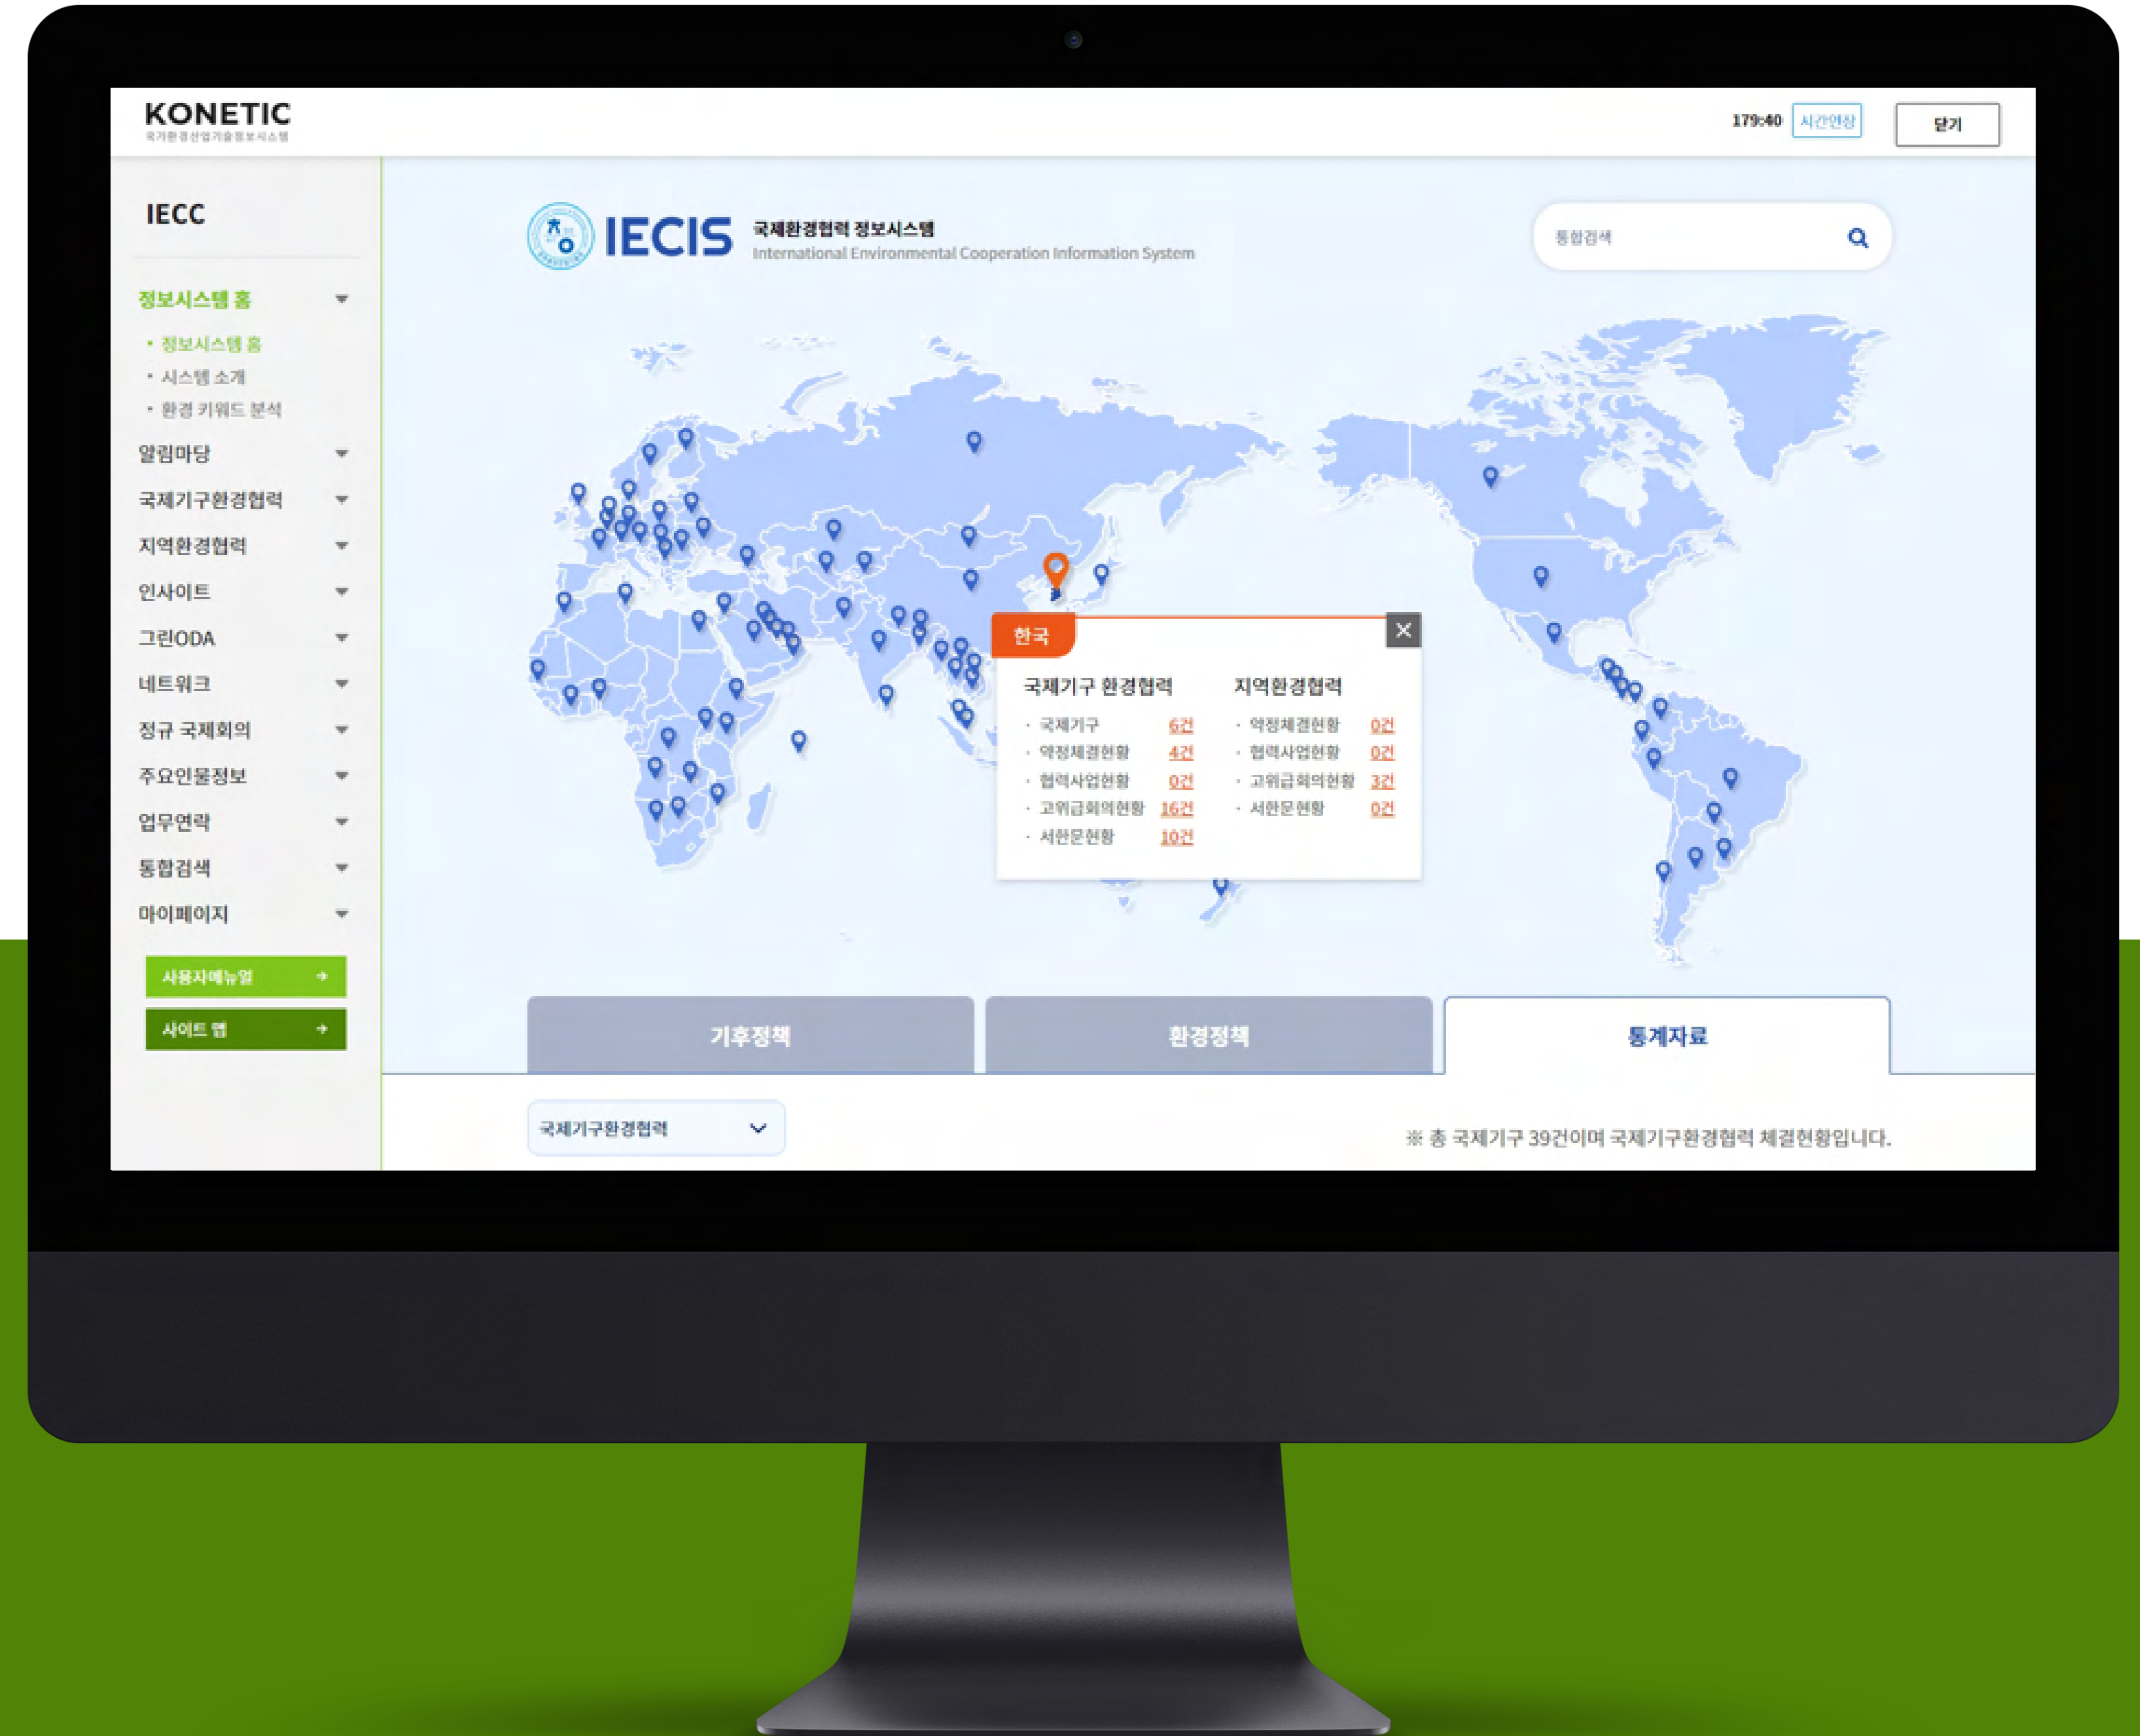 KONETIC
국가환경산업기술정보시스템
179:40 시간연장 닫기
IECC
정보시스템 홈
• 정보시스템 홈
• 시스템 소개
• 환경 키워드 분석
알림마당
국제기구환경협력
지역환경협력
인사이트
그린ODA
네트워크
정규 국제회의
주요인물정보
업무연락
통합검색
마이페이지
사용자메뉴얼
사이트 맵
IECIS
국제환경협력 정보시스템
International Environmental Cooperation Information System
통합검색
한국
국제기구 환경협력
· 국제기구 6건
· 약정체결현황 4건
· 협력사업현황 0건
· 고위급회의현황 16건
· 서한문현황 10건
지역환경협력
· 약정체결현황 0건
· 협력사업현황 0건
· 고위급회의현황 3건
· 서한문현황 0건
기후정책
환경정책
통계자료
국제기구환경협력
※ 총 국제기구 39건이며 국제기구환경협력 체결현황입니다.